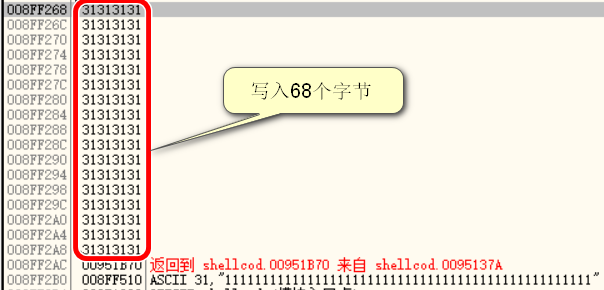 008FF268 31313131
008FF26C 31313131
008FF270 31313131
008FF274 31313131
008FF278 31313131
008FF27C 31313131
008FF280 31313131
008FF284 31313131
008FF288 31313131
008FF28C 31313131
008FF290 31313131
008FF294 31313131
008FF298 31313131
008FF29C 31313131
008FF2A0 31313131
008FF2A4 31313131
008FF2A8 31313131
写入68个字节
008FF2AC 00951B70 返回到 shellcod.00951B70 来自 shellcod.0095137A
008FF2B0 008FF510 ASCII 31,"111111111111111111111111111111111111111111111111111111111111"